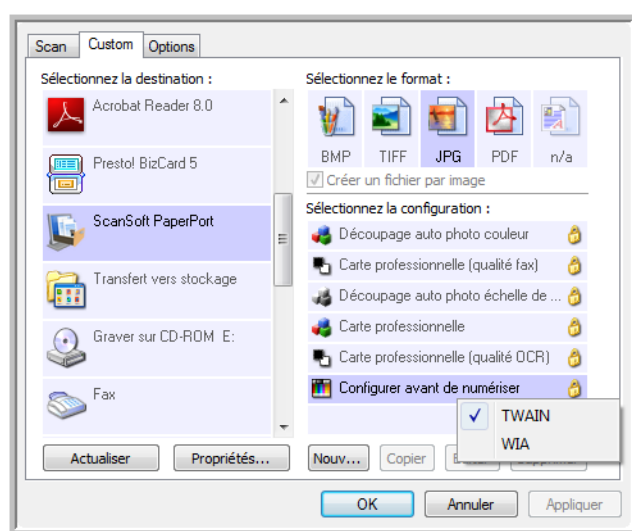 Scan Custom Options
Sélectionnez la destination :
Acrobat Reader 8.0
Presto! BizCard 5
ScanSoft PaperPort
Transfert vers stockage
Graver sur CD-ROM E:
Fax
Actualiser Propriétés...
Sélectionnez le format :
BMP TIFF JPG PDF n/a
Créer un fichier par image
Sélectionnez la configuration :
Découpage auto photo couleur
Carte professionnelle (qualité fax)
Découpage auto photo échelle de ...
Carte professionnelle
Carte professionnelle (qualité OCR)
Configurer avant de numériser
TWAIN
WIA
Nouv... Copier
OK Annuler Appliquer